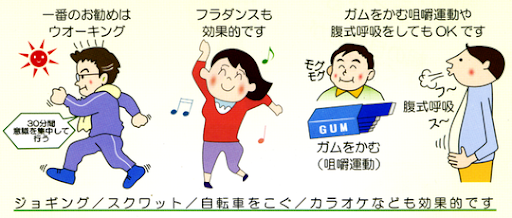 一番のお勧めは
ウオーキング
30分間
意識を集中して
行う
フラダンスも
効果的です
ガムをかむ咀嚼運動や
腹式呼吸をしてもOKです
モグ
モグ
GUM
ガムをかむ
(咀嚼運動)
フ〜
腹式呼吸
ス〜
ジョギング／スクワット／自転車をこぐ／カラオケなども効果的です